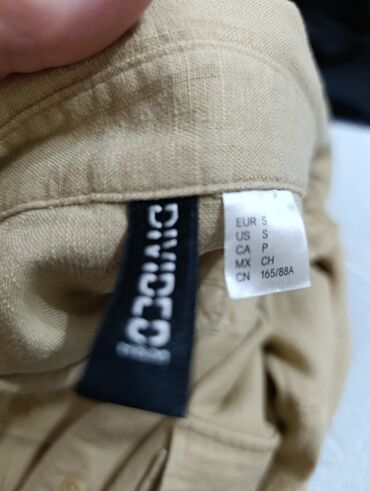 DIVIDED
EUR S
US S
CA P
MX CH
CN 165/88A